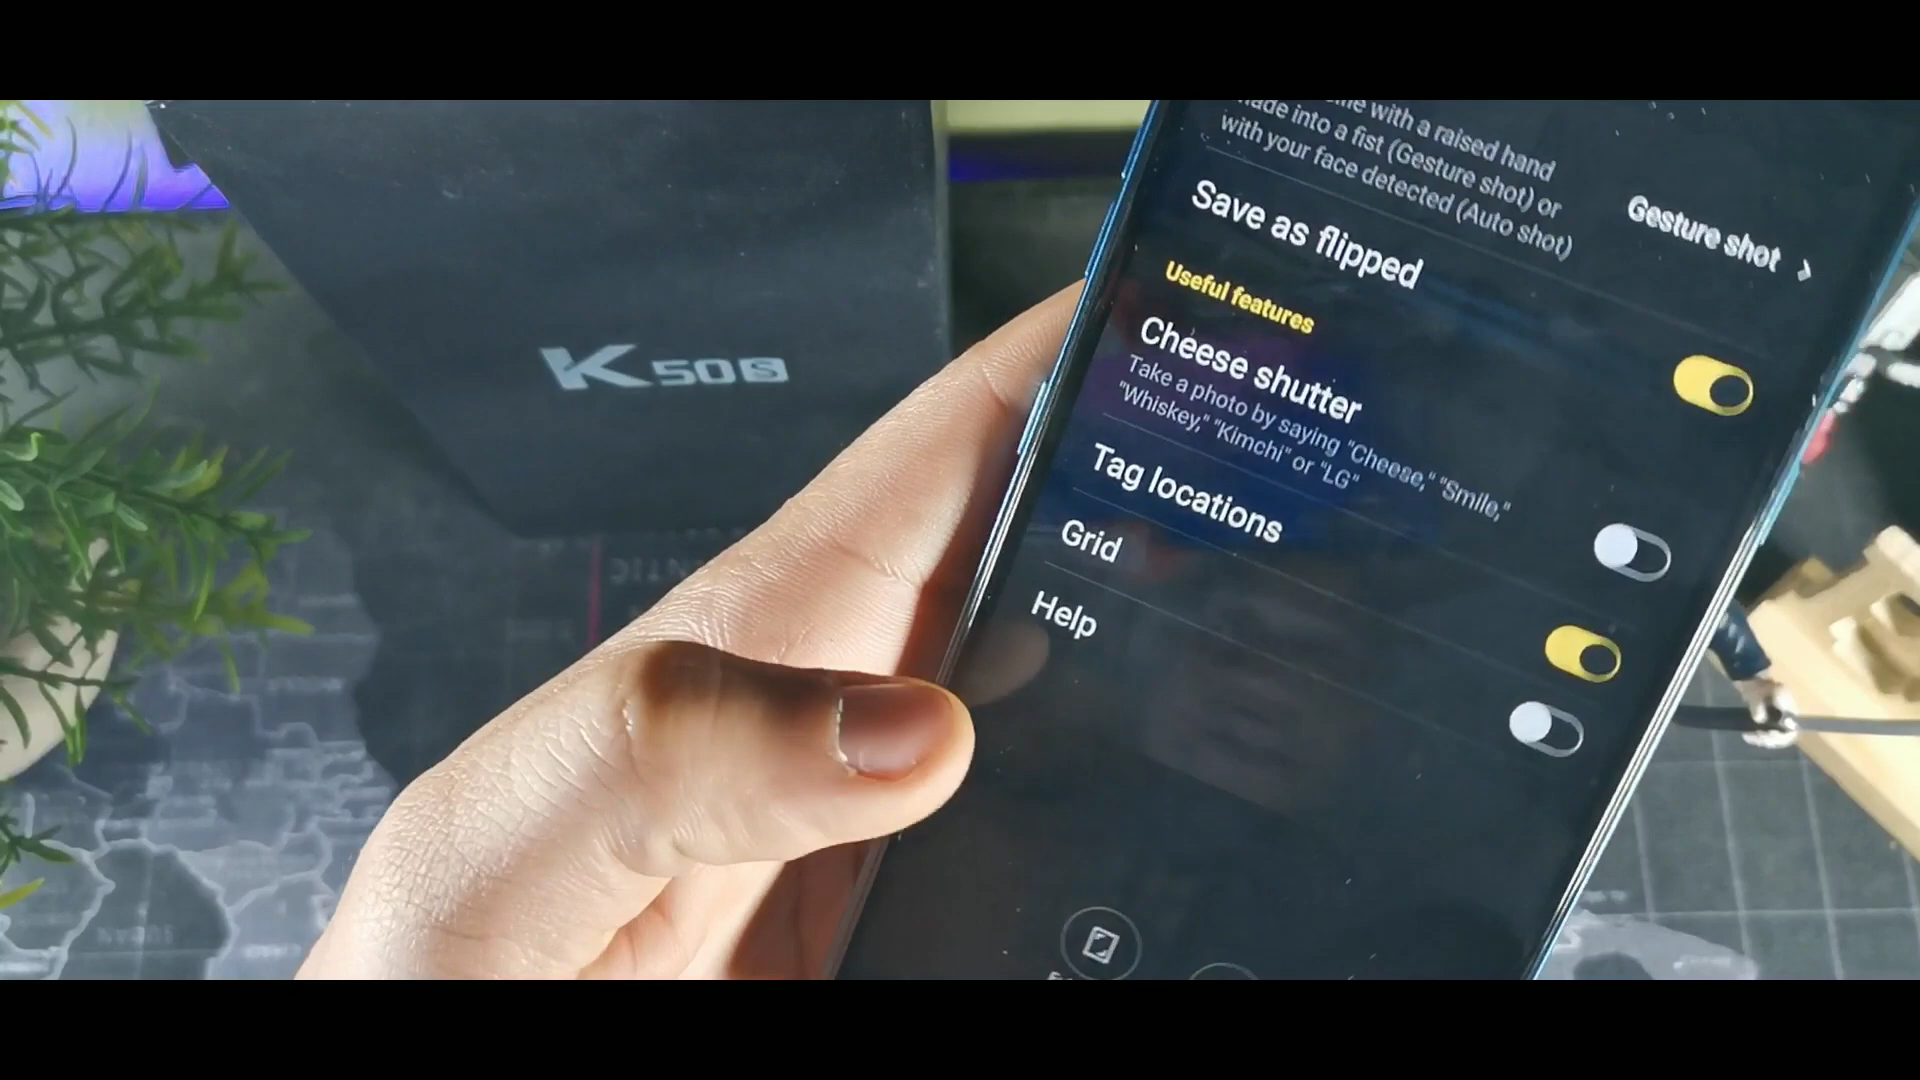 K50S
with a raised hand
made into a fist (Gesture shot) or
with your face detected (Auto shot)
Gesture shot
Save as flipped
Useful features
Cheese shutter
Take a photo by saying "Cheese," "Smile,"
"Whiskey," "Kimchi" or "LG"
Tag locations
Grid
Help